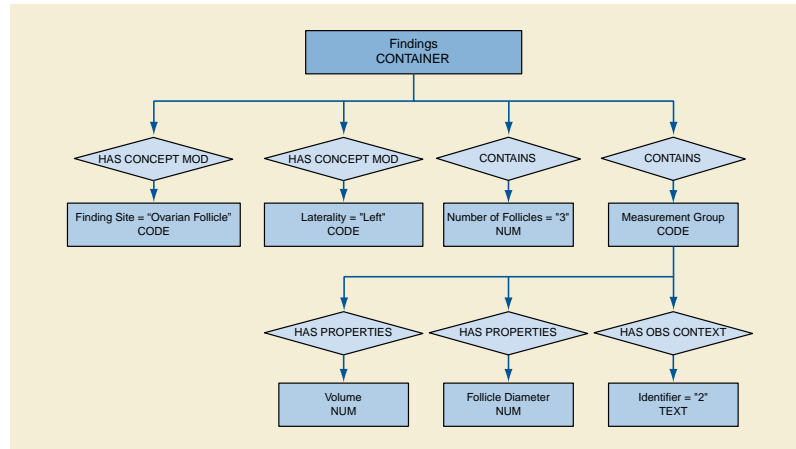 Findings
CONTAINER
HAS CONCEPT MOD
HAS CONCEPT MOD
CONTAINS
CONTAINS
Finding Site = “Ovarian Follicle”
CODE
Laterality = "Left"
CODE
Number of Follicles = "3"
NUM
Measurement Group
CODE
HAS PROPERTIES
HAS PROPERTIES
HAS OBS CONTEXT
Volume
NUM
Follicle Diameter
NUM
Identifier = "2"
TEXT